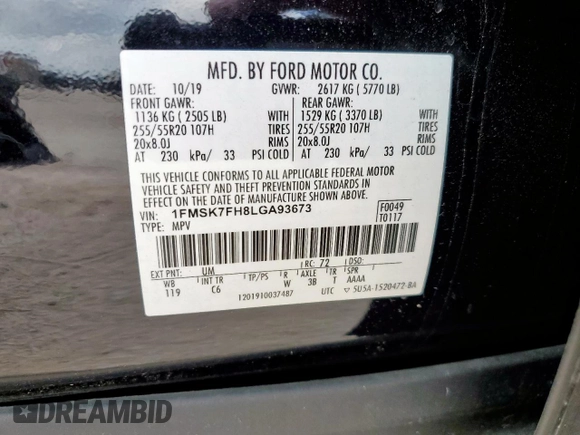 MFD. BY FORD MOTOR CO.
DATE: 10/19 GVWR: 2617 KG ( 5770 LB)
FRONT GAWR: REAR GAWR:
1136 KG ( 2505 LB) WITH 1529 KG ( 3370 LB) WITH
255/55R20 107H TIRES 255/55R20 107H TIRES
20x8.0J RIMS 20x8.0J RIMS
AT 230 kPa/ 33 PSI COLD AT 230 kPa/ 33 PSI COLD
THIS VEHICLE CONFORMS TO ALL APPLICABLE FEDERAL MOTOR
VEHICLE SAFETY AND THEFT PREVENTION STANDARDS IN
EFFECT ON THE DATE OF MANUFACTURE SHOWN ABOVE.
VIN: 1FMSK7FH8LGA93673 F0049
TYPE: MPV T0117
EXT PNT: UM RC: 72 DSO:
WB INT TR TP/PS R AXLE TR SPR
119 C6 W 3B T AAAA
1201910037487 UTC 5U5A-1520472-BA
DREAMBID